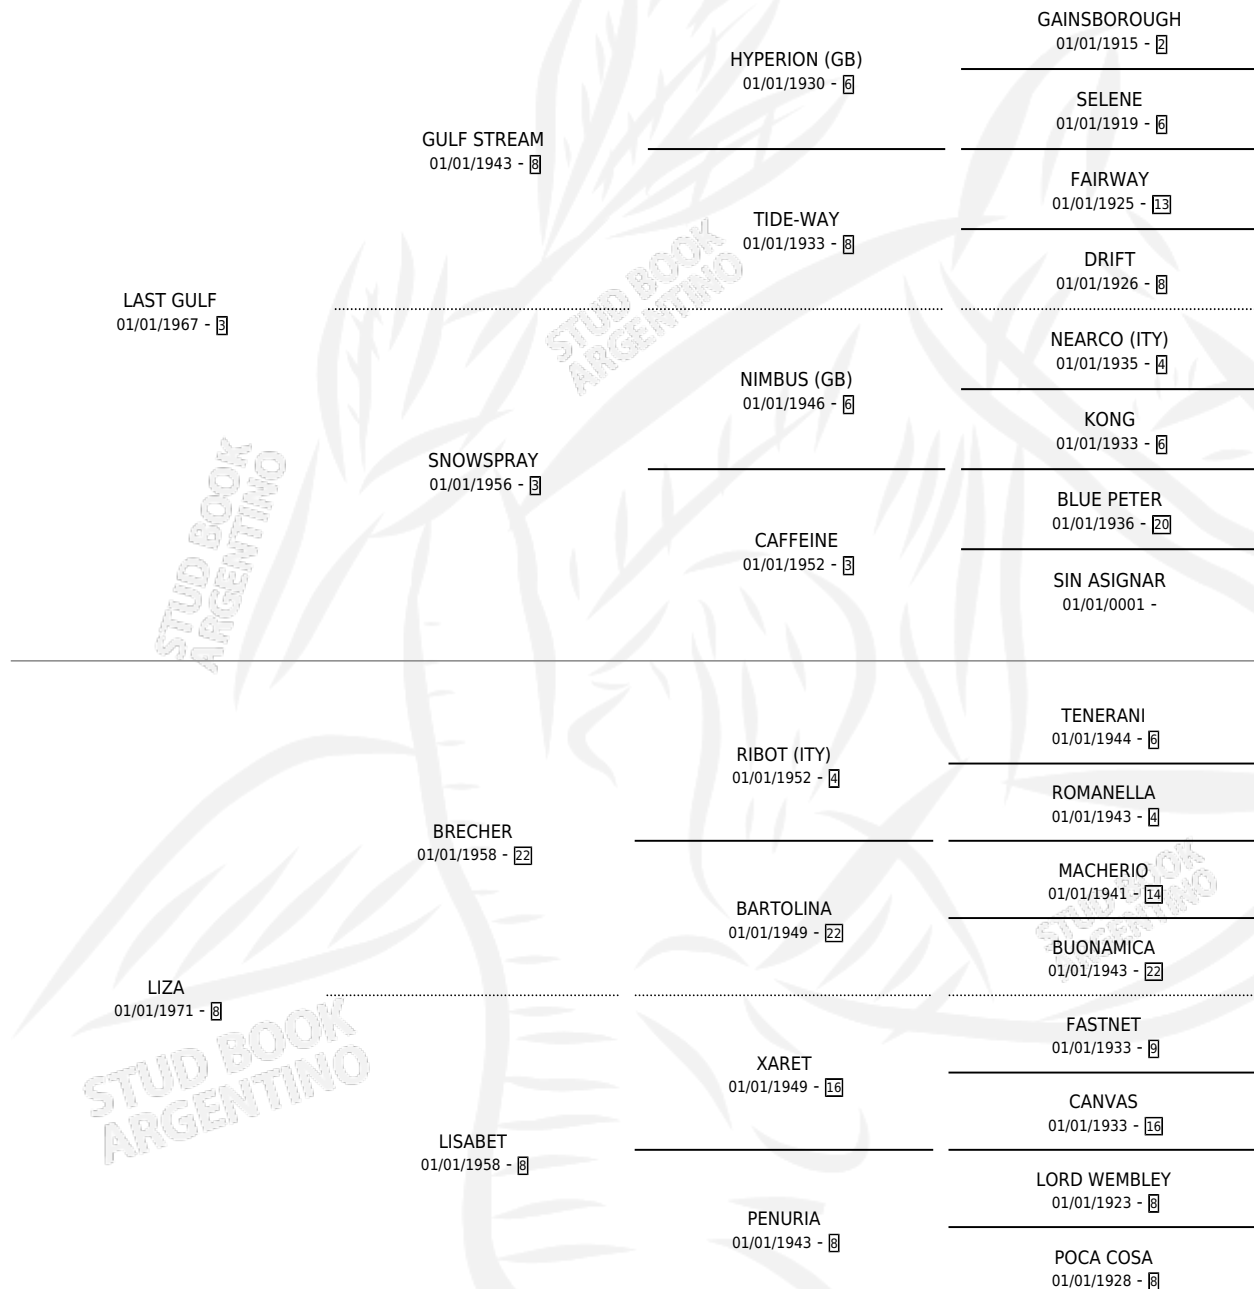 GAINSBOROUGH
01/01/1915 - 2
HYPERION (GB)
01/01/1930 - 6
SELENE
01/01/1919 - 6
GULF STREAM
01/01/1943 - 8
FAIRWAY
01/01/1925 - 13
TIDE-WAY
01/01/1933 - 8
DRIFT
01/01/1926 - 8
LAST GULF
01/01/1967 - 3
NEARCO (ITY)
01/01/1935 - 4
NIMBUS (GB)
01/01/1946 - 6
KONG
01/01/1933 - 6
SNOWSPRAY
01/01/1956 - 3
BLUE PETER
01/01/1936 - 20
CAFFEINE
01/01/1952 - 3
SIN ASIGNAR
01/01/0001 -
TENERANI
01/01/1944 - 6
RIBOT (ITY)
01/01/1952 - 4
ROMANELLA
01/01/1943 - 4
BRECHER
01/01/1958 - 22
MACHERIO
01/01/1941 - 14
BARTOLINA
01/01/1949 - 22
BUONAMICA
01/01/1943 - 22
LIZA
01/01/1971 - 8
FASTNET
01/01/1933 - 9
XARET
01/01/1949 - 16
CANVAS
01/01/1933 - 16
LISABET
01/01/1958 - 8
LORD WEMBLEY
01/01/1923 - 8
PENURIA
01/01/1943 - 8
POCA COSA
01/01/1928 - 8
STUD BOOK
ARGENTINO
STUD BOOK
ARGENTINO
STUD BOOK
ARGENTINO
STUD BOOK
ARGENTINO